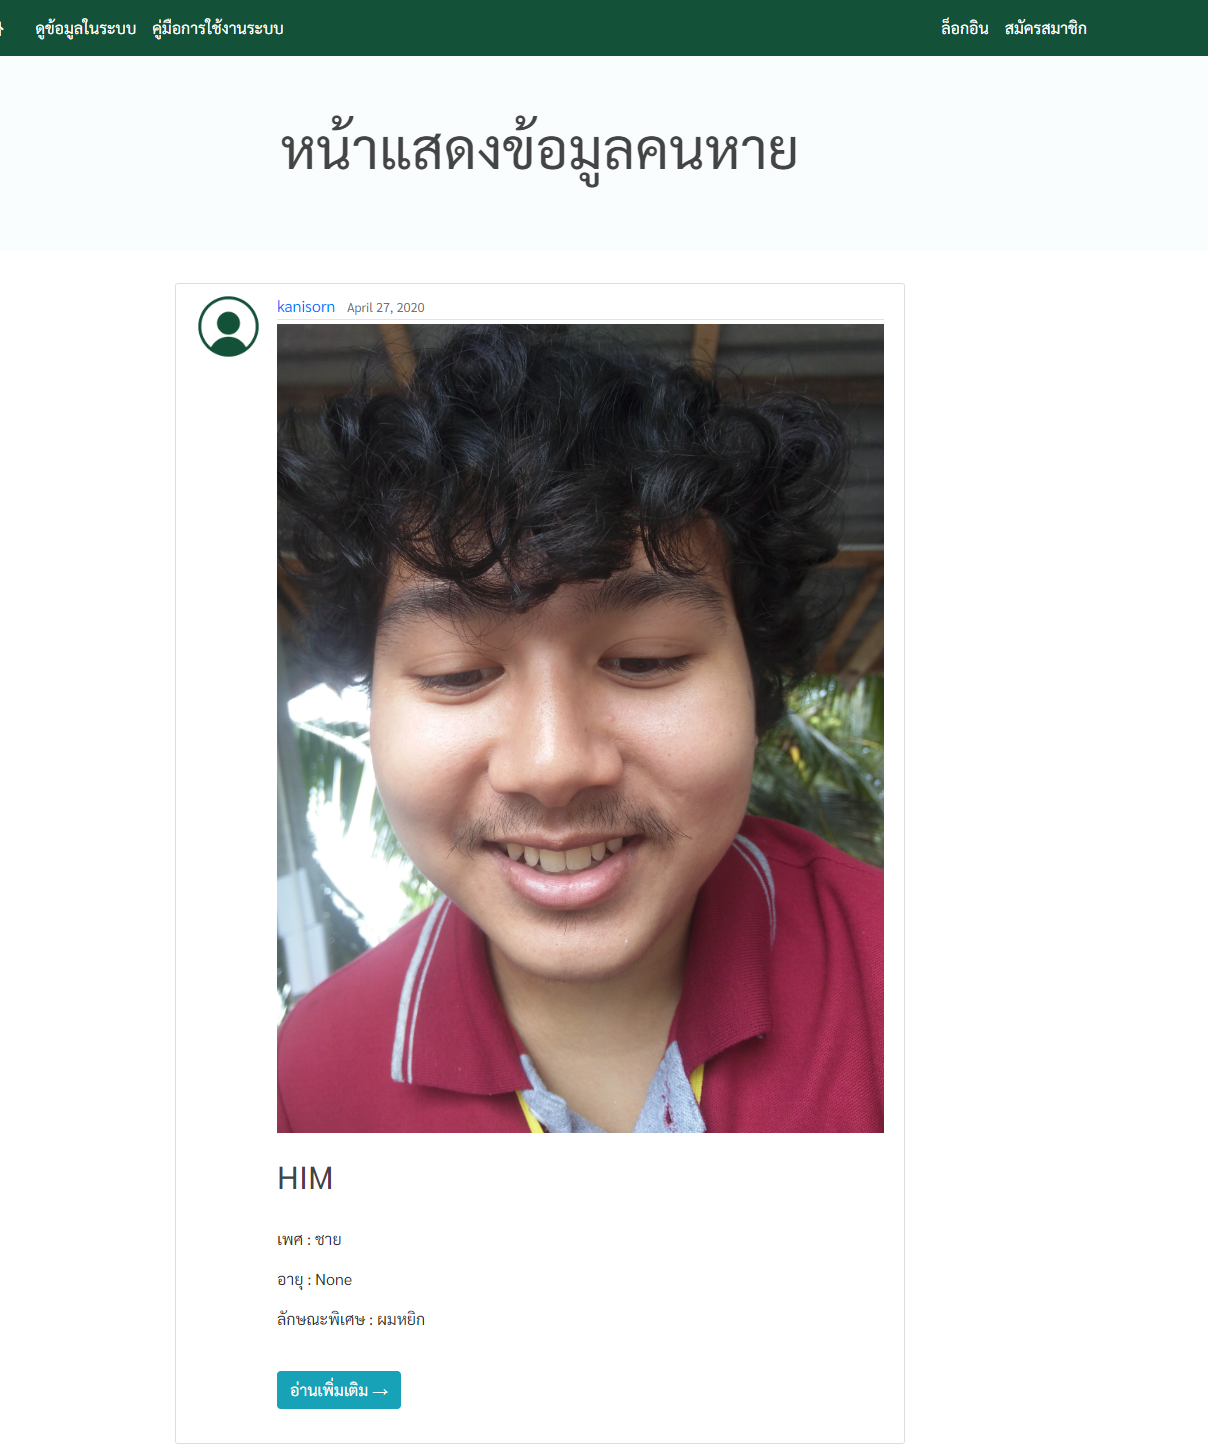 ดูข้อมูลในระบบ คู่มือการใช้งานระบบ ล็อกอิน สมัครสมาชิก
หน้าแสดงข้อมูลคนหาย
kanisorn April 27, 2020
HIM
เพศ : ชาย
อายุ : None
ลักษณะพิเศษ : ผมหยิก
อ่านเพิ่มเติม →